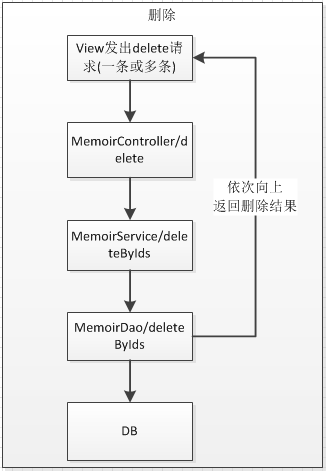 删除
View发出delete请
求(一条或多条)
MemoirController/d
elete
依次向上
返回删除结果
MemoirService/dele
teByIds
MemoirDao/delete
ByIds
DB